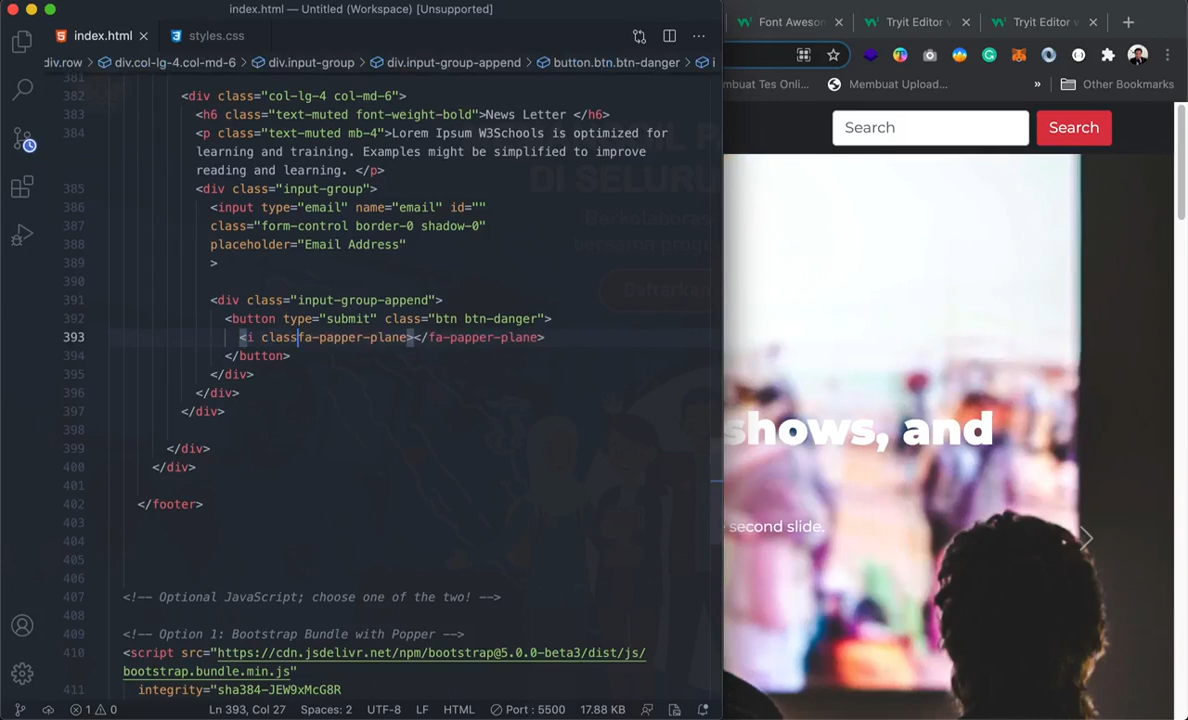 index.html — Untitled (Workspace) [Unsupported]
index.html
styles.css
Font Awesom
Tryit Editor v
Tryit Editor v
div.row > div.col-lg-4.col-md-6 > div.input-group > div.input-group-append > button.btn.btn-danger > i
buat Tes Onli...
Membuat Upload...
» Other Bookmarks
Search
Search
381
382 <div class="col-lg-4 col-md-6">
383 <h6 class="text-muted font-weight-bold">News Letter </h6>
384 <p class="text-muted mb-4">Lorem Ipsum W3Schools is optimized for
learning and training. Examples might be simplified to improve
reading and learning. </p>
385 <div class="input-group">
386 <input type="email" name="email" id=""
387 class="form-control border-0 shadow-0"
388 placeholder="Email Address"
389 >
390
391 <div class="input-group-append">
392 <button type="submit" class="btn btn-danger">
393 <i classfa-papper-plane></fa-papper-plane>
394 </button>
395 </div>
396 </div>
397 </div>
398
399 </div>
400 </div>
401
402 </footer>
403
404
405
406
407 <!-- Optional JavaScript; choose one of the two! -->
408
409 <!-- Option 1: Bootstrap Bundle with Popper -->
410 <script src="https://cdn.jsdelivr.net/npm/bootstrap@5.0.0-beta3/dist/js/
bootstrap.bundle.min.js"
411 integrity="sha384-JEW9xMcG8R
DI SELURU
Berkolaboras
bersama progra
Daftarkan
shows, and
second slide.
1 0
Ln 393, Col 27
Spaces: 2
UTF-8
LF
HTML
Port : 5500
17.88 KB